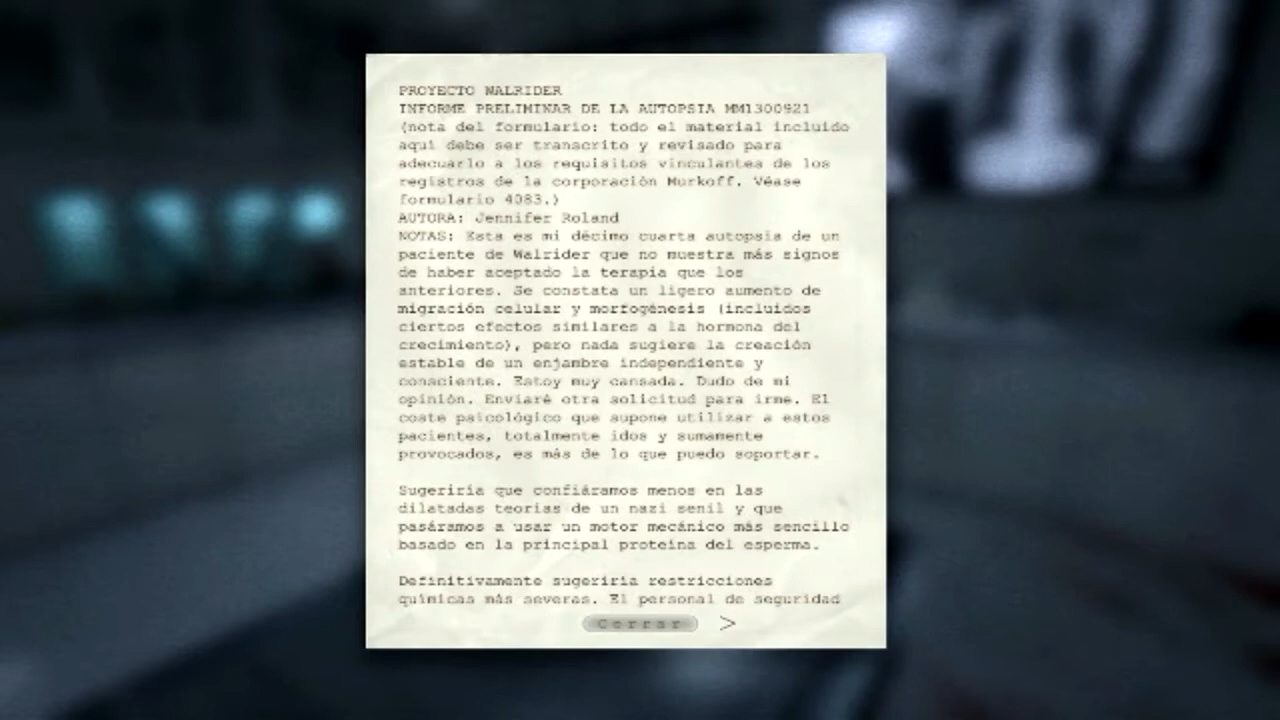 PROYECTO WALRIDER
INFORME PRELIMINAR DE LA AUTOPSIA MM1300921
(nota del formulario: todo el material incluido
aquí debe ser transcrito y revisado para
adecuarlo a los requisitos vinculantes de los
registros de la corporación Murkoff. Véase
formulario 4083.)
AUTORA: Jennifer Roland
NOTAS: Esta es mi décimo cuarta autopsia de un
paciente de Walrider que no muestra más signos
de haber aceptado la terapia que los
anteriores. Se constata un ligero aumento de
migración celular y morfogénesis (incluidos
ciertos efectos similares a la hormona del
crecimiento), pero nada sugiere la creación
estable de un enjambre independiente y
consciente. Estoy muy cansada. Dudo de mi
opinión. Enviaré otra solicitud para irme. El
coste psicológico que supone utilizar a estos
pacientes, totalmente idos y sumamente
provocados, es más de lo que puedo soportar.
Sugeriría que confiáramos menos en las
dilatadas teorías de un nazi senil y que
pasáramos a usar un motor mecánico más sencillo
basado en la principal proteína del esperma.
Definitivamente sugeriría restricciones
químicas más severas. El personal de seguridad
Cerrar >